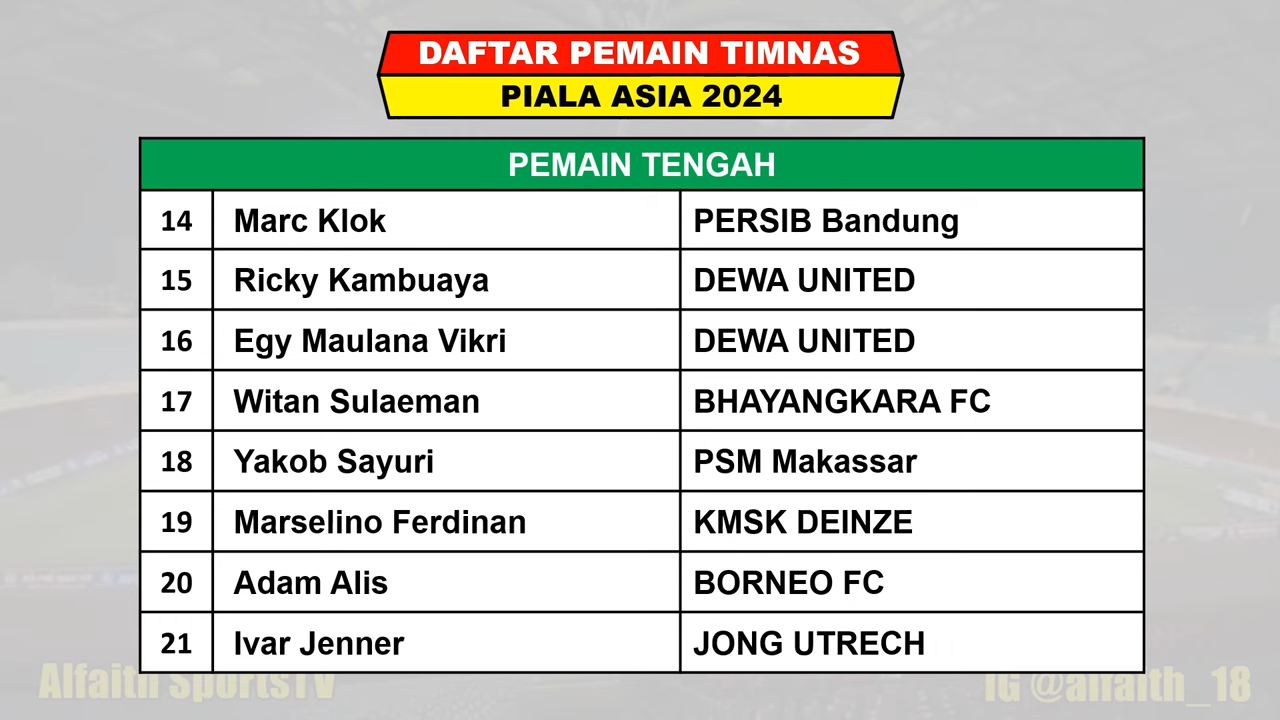 DAFTAR PEMAIN TIMNAS
PIALA ASIA 2024
PEMAIN TENGAH
14 Marc Klok PERSIB Bandung
15 Ricky Kambuaya DEWA UNITED
16 Egy Maulana Vikri DEWA UNITED
17 Witan Sulaeman BHAYANGKARA FC
18 Yakob Sayuri PSM Makassar
19 Marselino Ferdinan KMSK DEINZE
20 Adam Alis BORNEO FC
21 Ivar Jenner JONG UTRECH
Alfaith SportsTV IG @alfaith_18